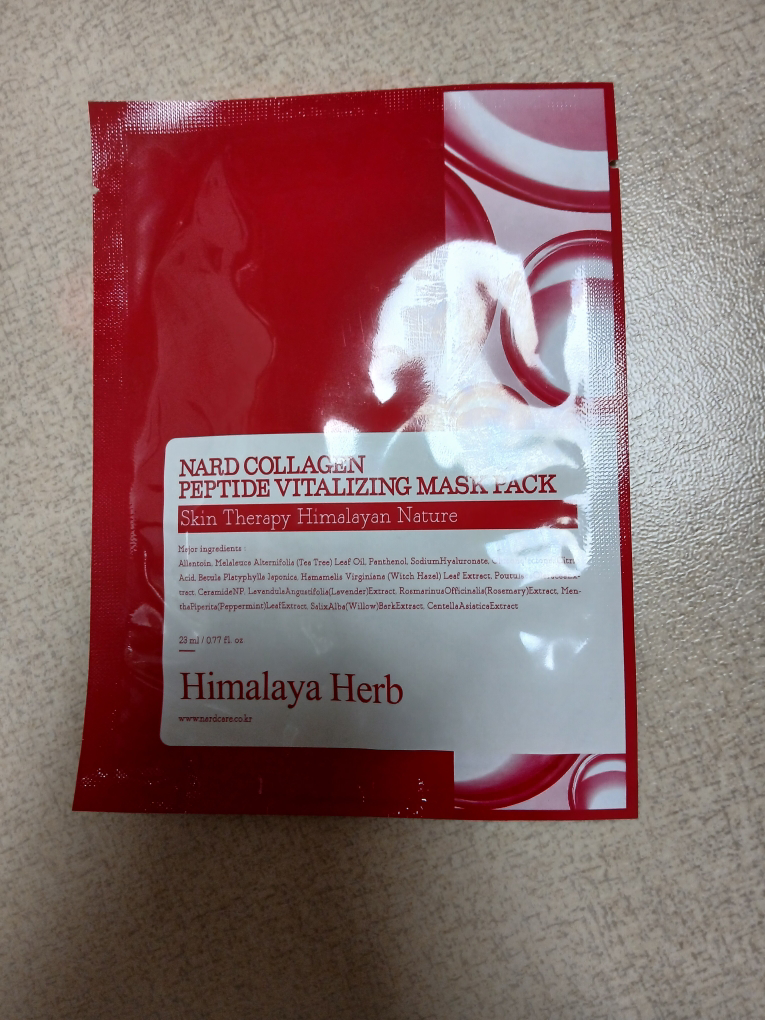 NARD COLLAGEN
PEPTIDE VITALIZING MASK PACK
Skin Therapy Himalayan Nature
Major ingredients :
Allantoin, Melaleuca Alternifolia (Tea Tree) Leaf Oil, Panthenol, SodiumHyaluronate,
Acid, Betula Platyphylla Japonica, Hamamelis Virginiana (Witch Hazel) Leaf Extract,
tract, CeramideNP, LavandulaAngustifolia(Lavender)Extract, RosmarinusOfficinalis(Rosemary)Extract, Men-
thaPiperita(Peppermint)LeafExtract, SalixAlba(Willow)BarkExtract, CentellaAsiaticaExtract
23 ml / 0.77 fl. oz
Himalaya Herb
www.nardcare.co.kr